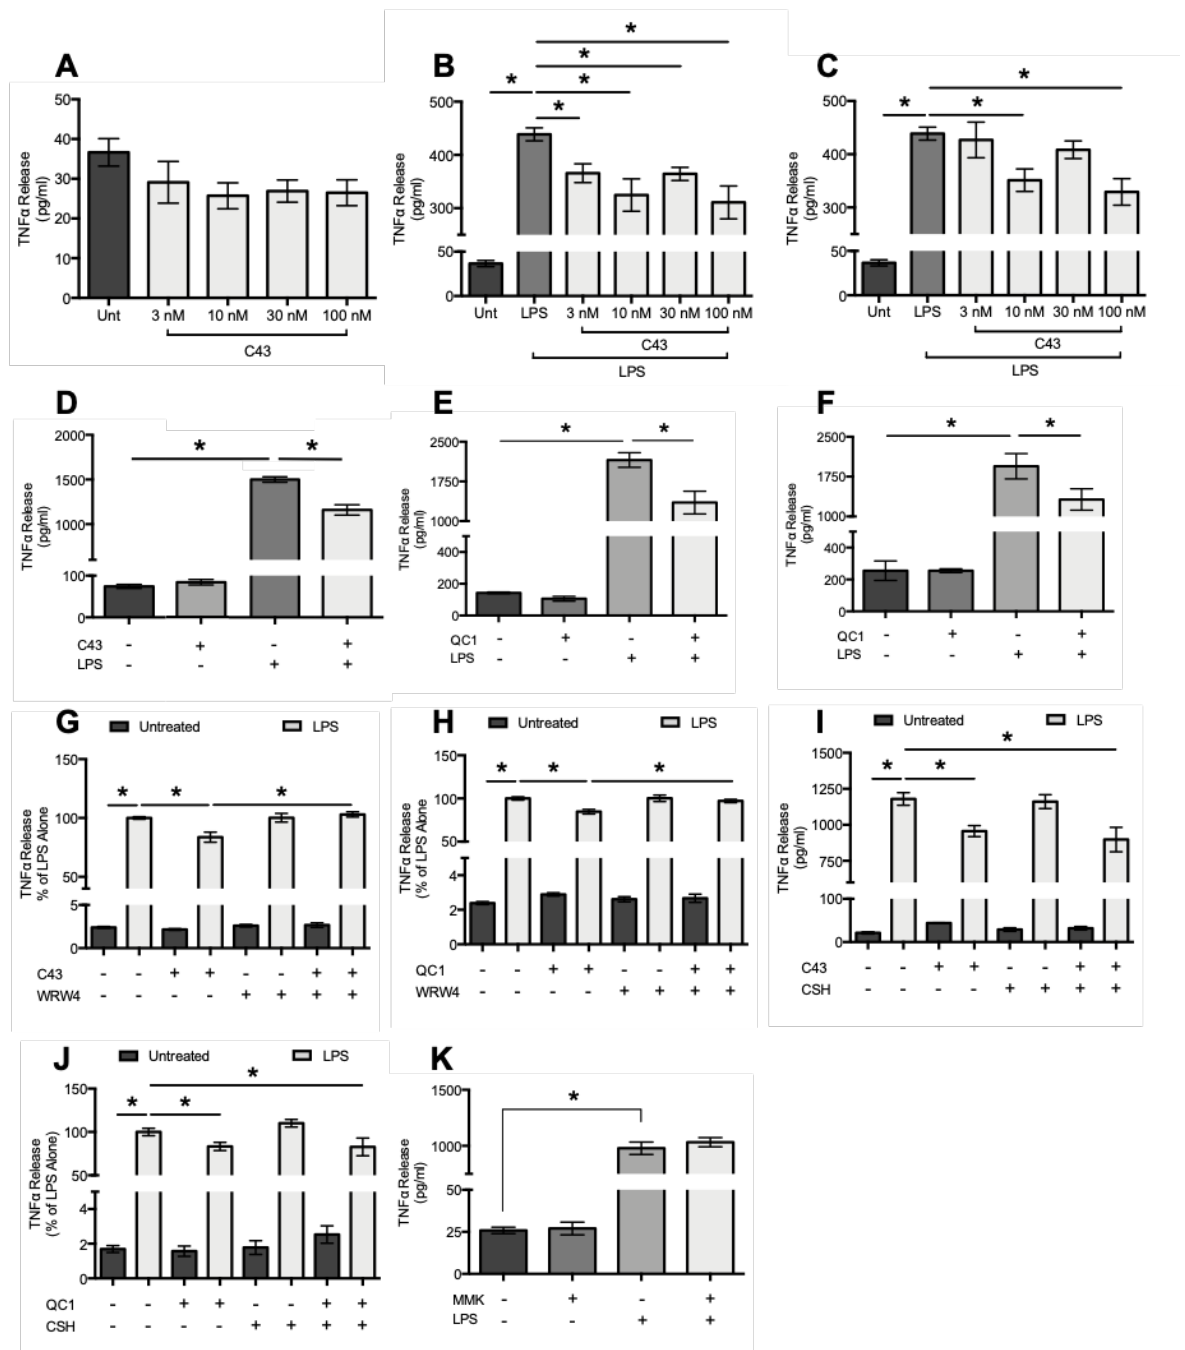 A
TNFα Release
(pg/ml)
50
40
30
20
10
0
Unt 3 nM 10 nM 30 nM 100 nM
C43
B
TNFα Release
(pg/ml)
500
400
300
50
0
* * * * *
Unt LPS 3 nM 10 nM 30 nM 100 nM
C43
LPS
C
TNFα Release
(pg/ml)
500
400
300
50
0
* * *
Unt LPS 3 nM 10 nM 30 nM 100 nM
C43
LPS
D
TNFα Release
(pg/ml)
2000
1500
1000
100
0
* *
C43 - + - +
LPS - - + +
E
TNFα Release
(pg/ml)
2500
1750
1000
400
200
0
* *
QC1 - + - +
LPS - - + +
F
TNFα Release
(pg/ml)
2500
1750
1000
400
200
0
* *
QC1 - + - +
LPS - - + +
G
Untreated LPS
TNFα Release
% of LPS Alone
150
100
50
5
0
* * *
C43 - - + + - - + +
WRW4 - - - - + + + +
H
Untreated LPS
TNFα Release
(% of LPS Alone)
150
100
50
4
2
0
* * *
QC1 - - + + - - + +
WRW4 - - - - + + + +
I
Untreated LPS
TNFα Release
(pg/ml)
1500
1250
1000
750
100
0
* * *
C43 - - + + - - + +
CSH - - - - + + + +
J
Untreated LPS
TNFα Release
(% of LPS Alone)
150
100
50
4
2
0
* * *
QC1 - - + + - - + +
CSH - - - - + + + +
K
TNFα Release
(pg/ml)
1500
1000
50
25
0
*
MMK - + - +
LPS - - + +